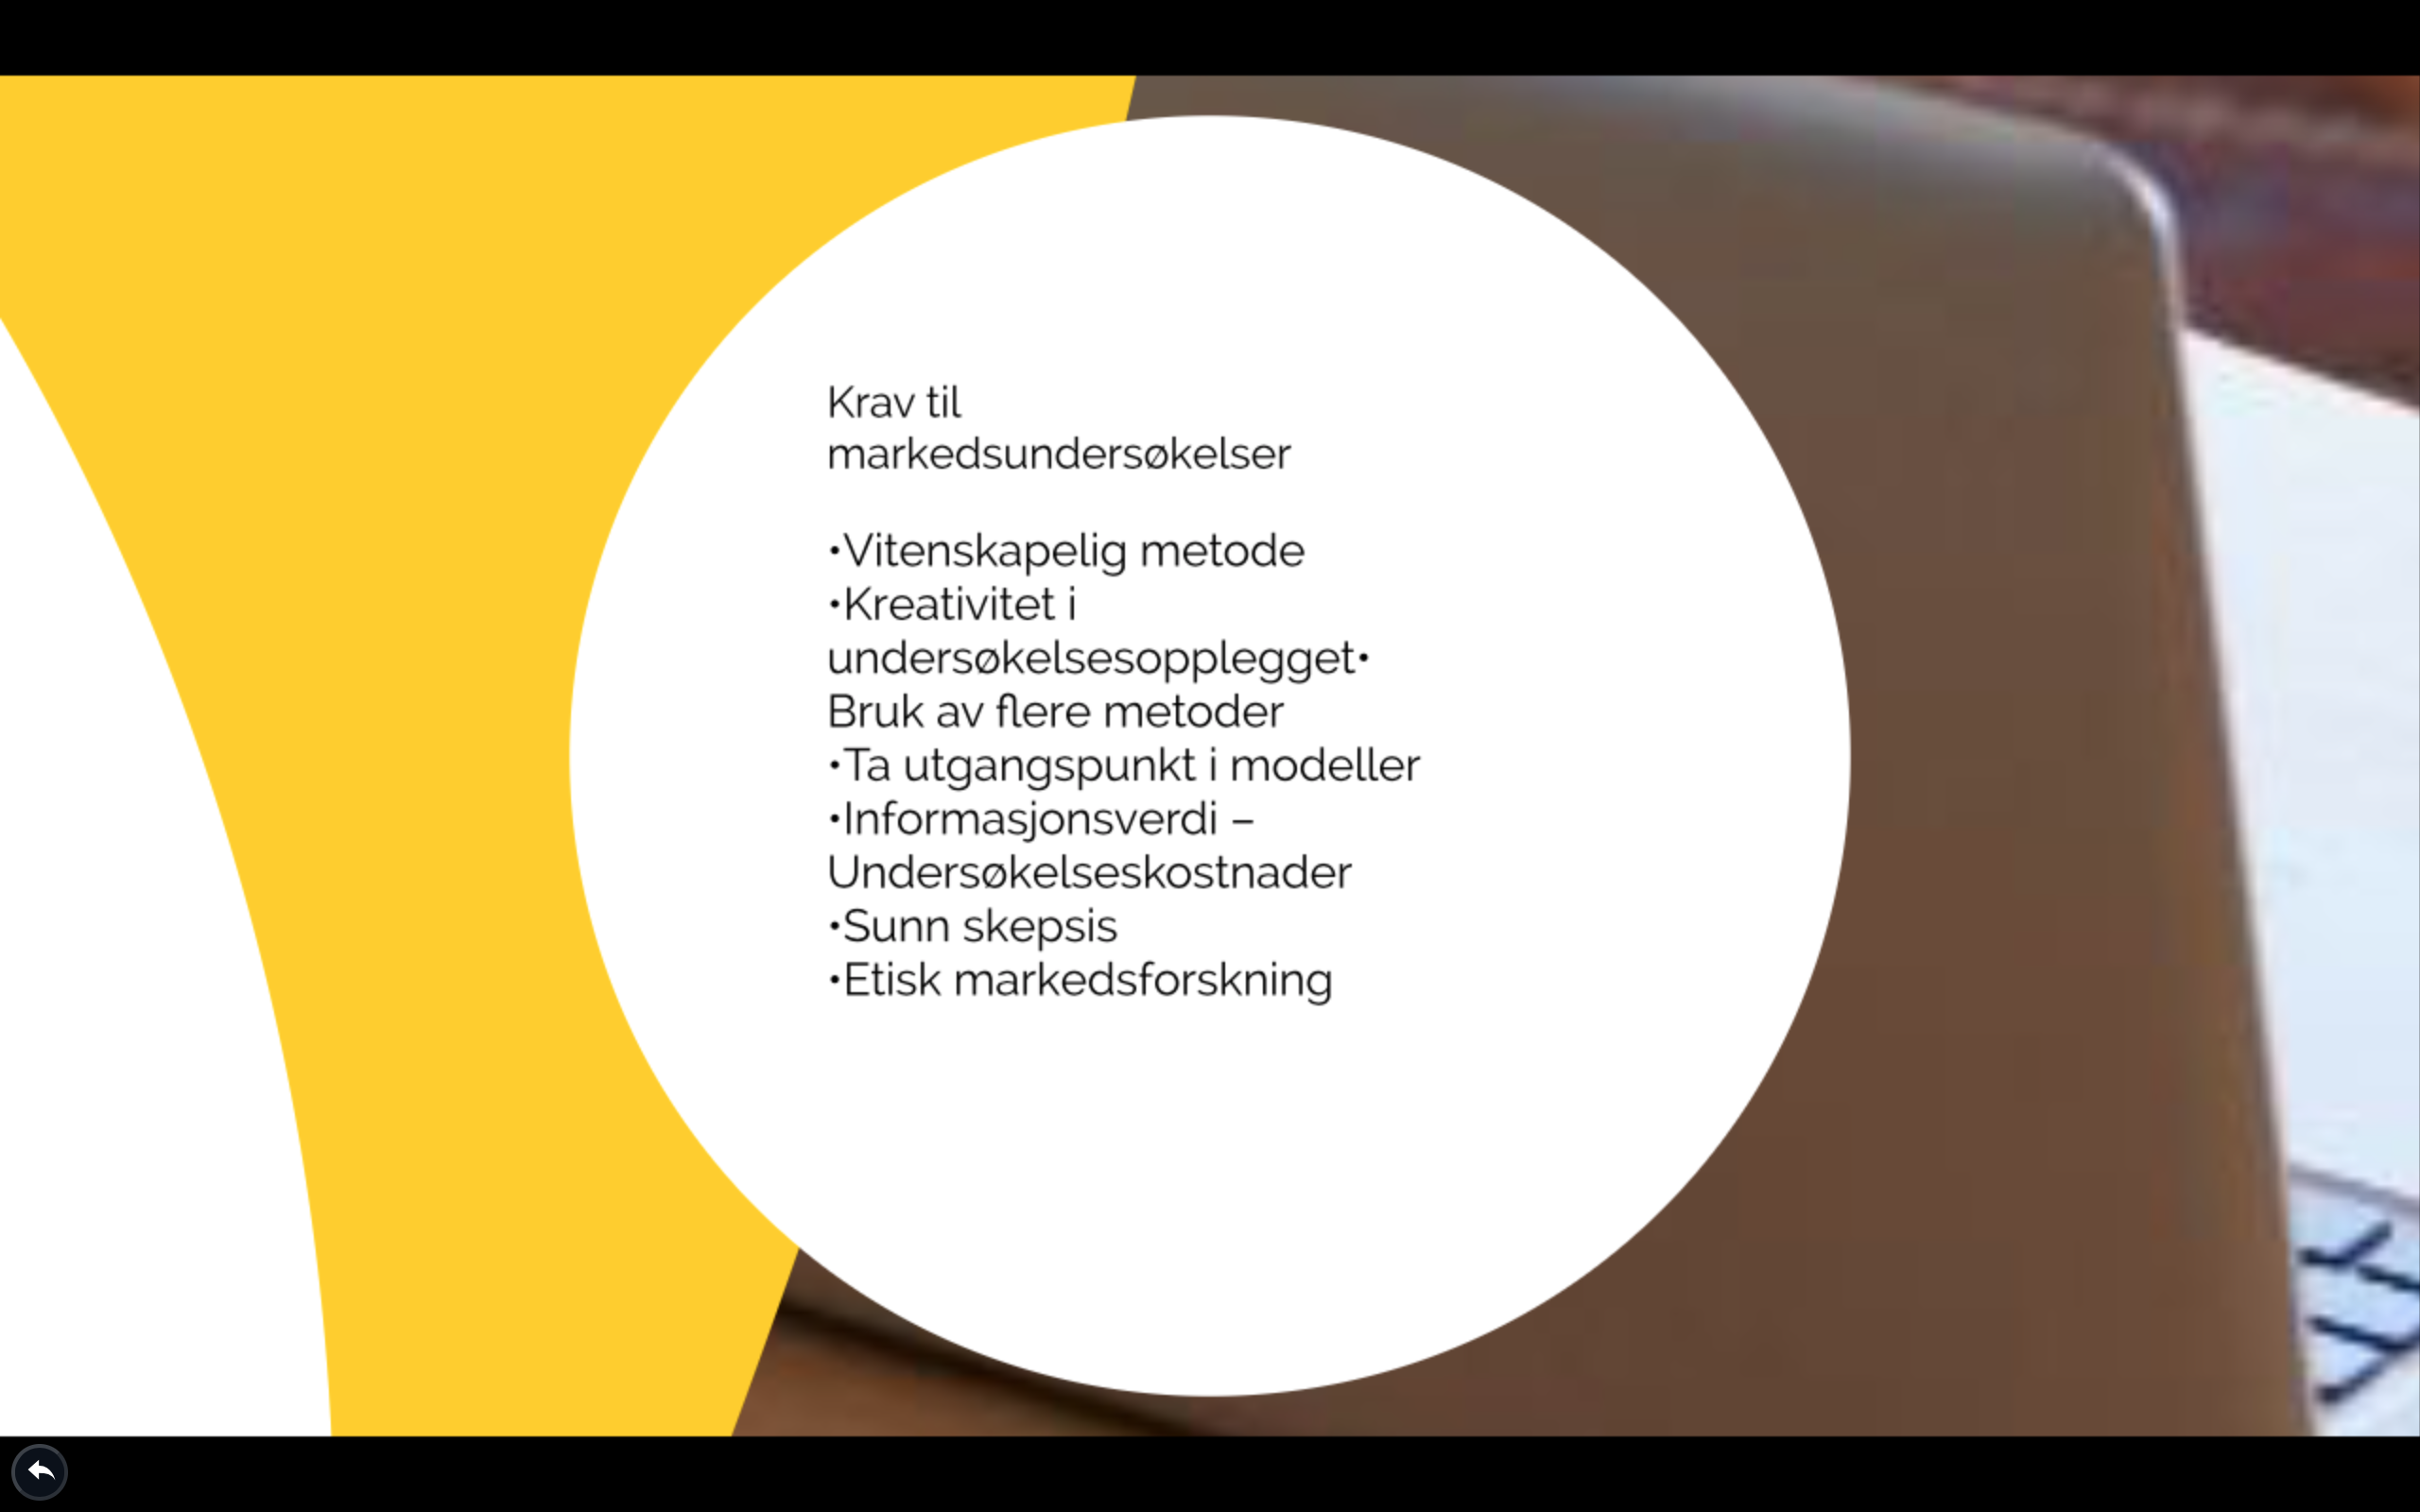 Krav til
markedsundersøkelser
•Vitenskapelig metode
•Kreativitet i
undersøkelsesopplegget•
Bruk av flere metoder
•Ta utgangspunkt i modeller
•Informasjonsverdi –
Undersøkelseskostnader
•Sunn skepsis
•Etisk markedsforskning